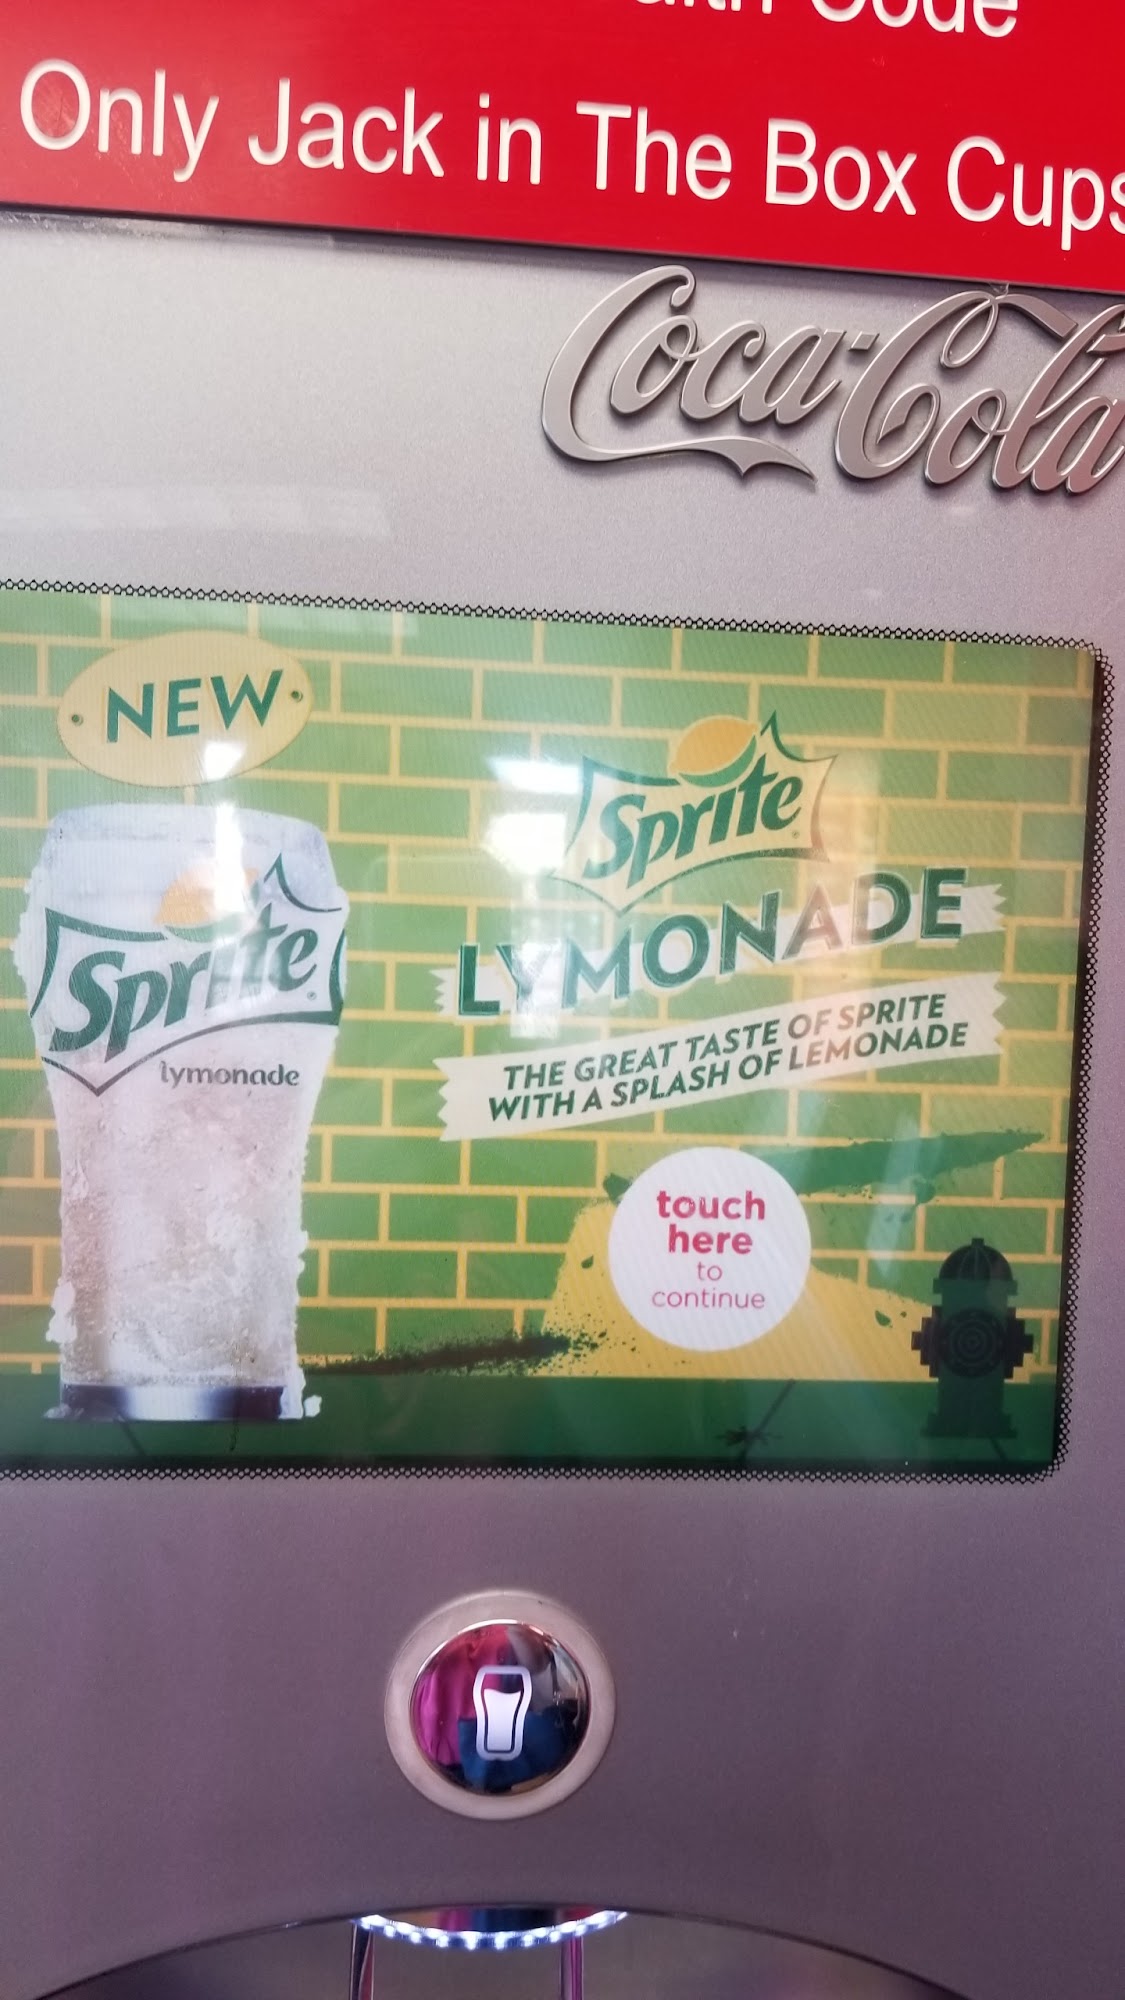 Code
Only Jack in The Box Cups
Coca-Cola
NEW
Sprite
LYMONADE
THE GREAT TASTE OF SPRITE
WITH A SPLASH OF LEMONADE
Sprite
lymonade
touch
here
to
continue